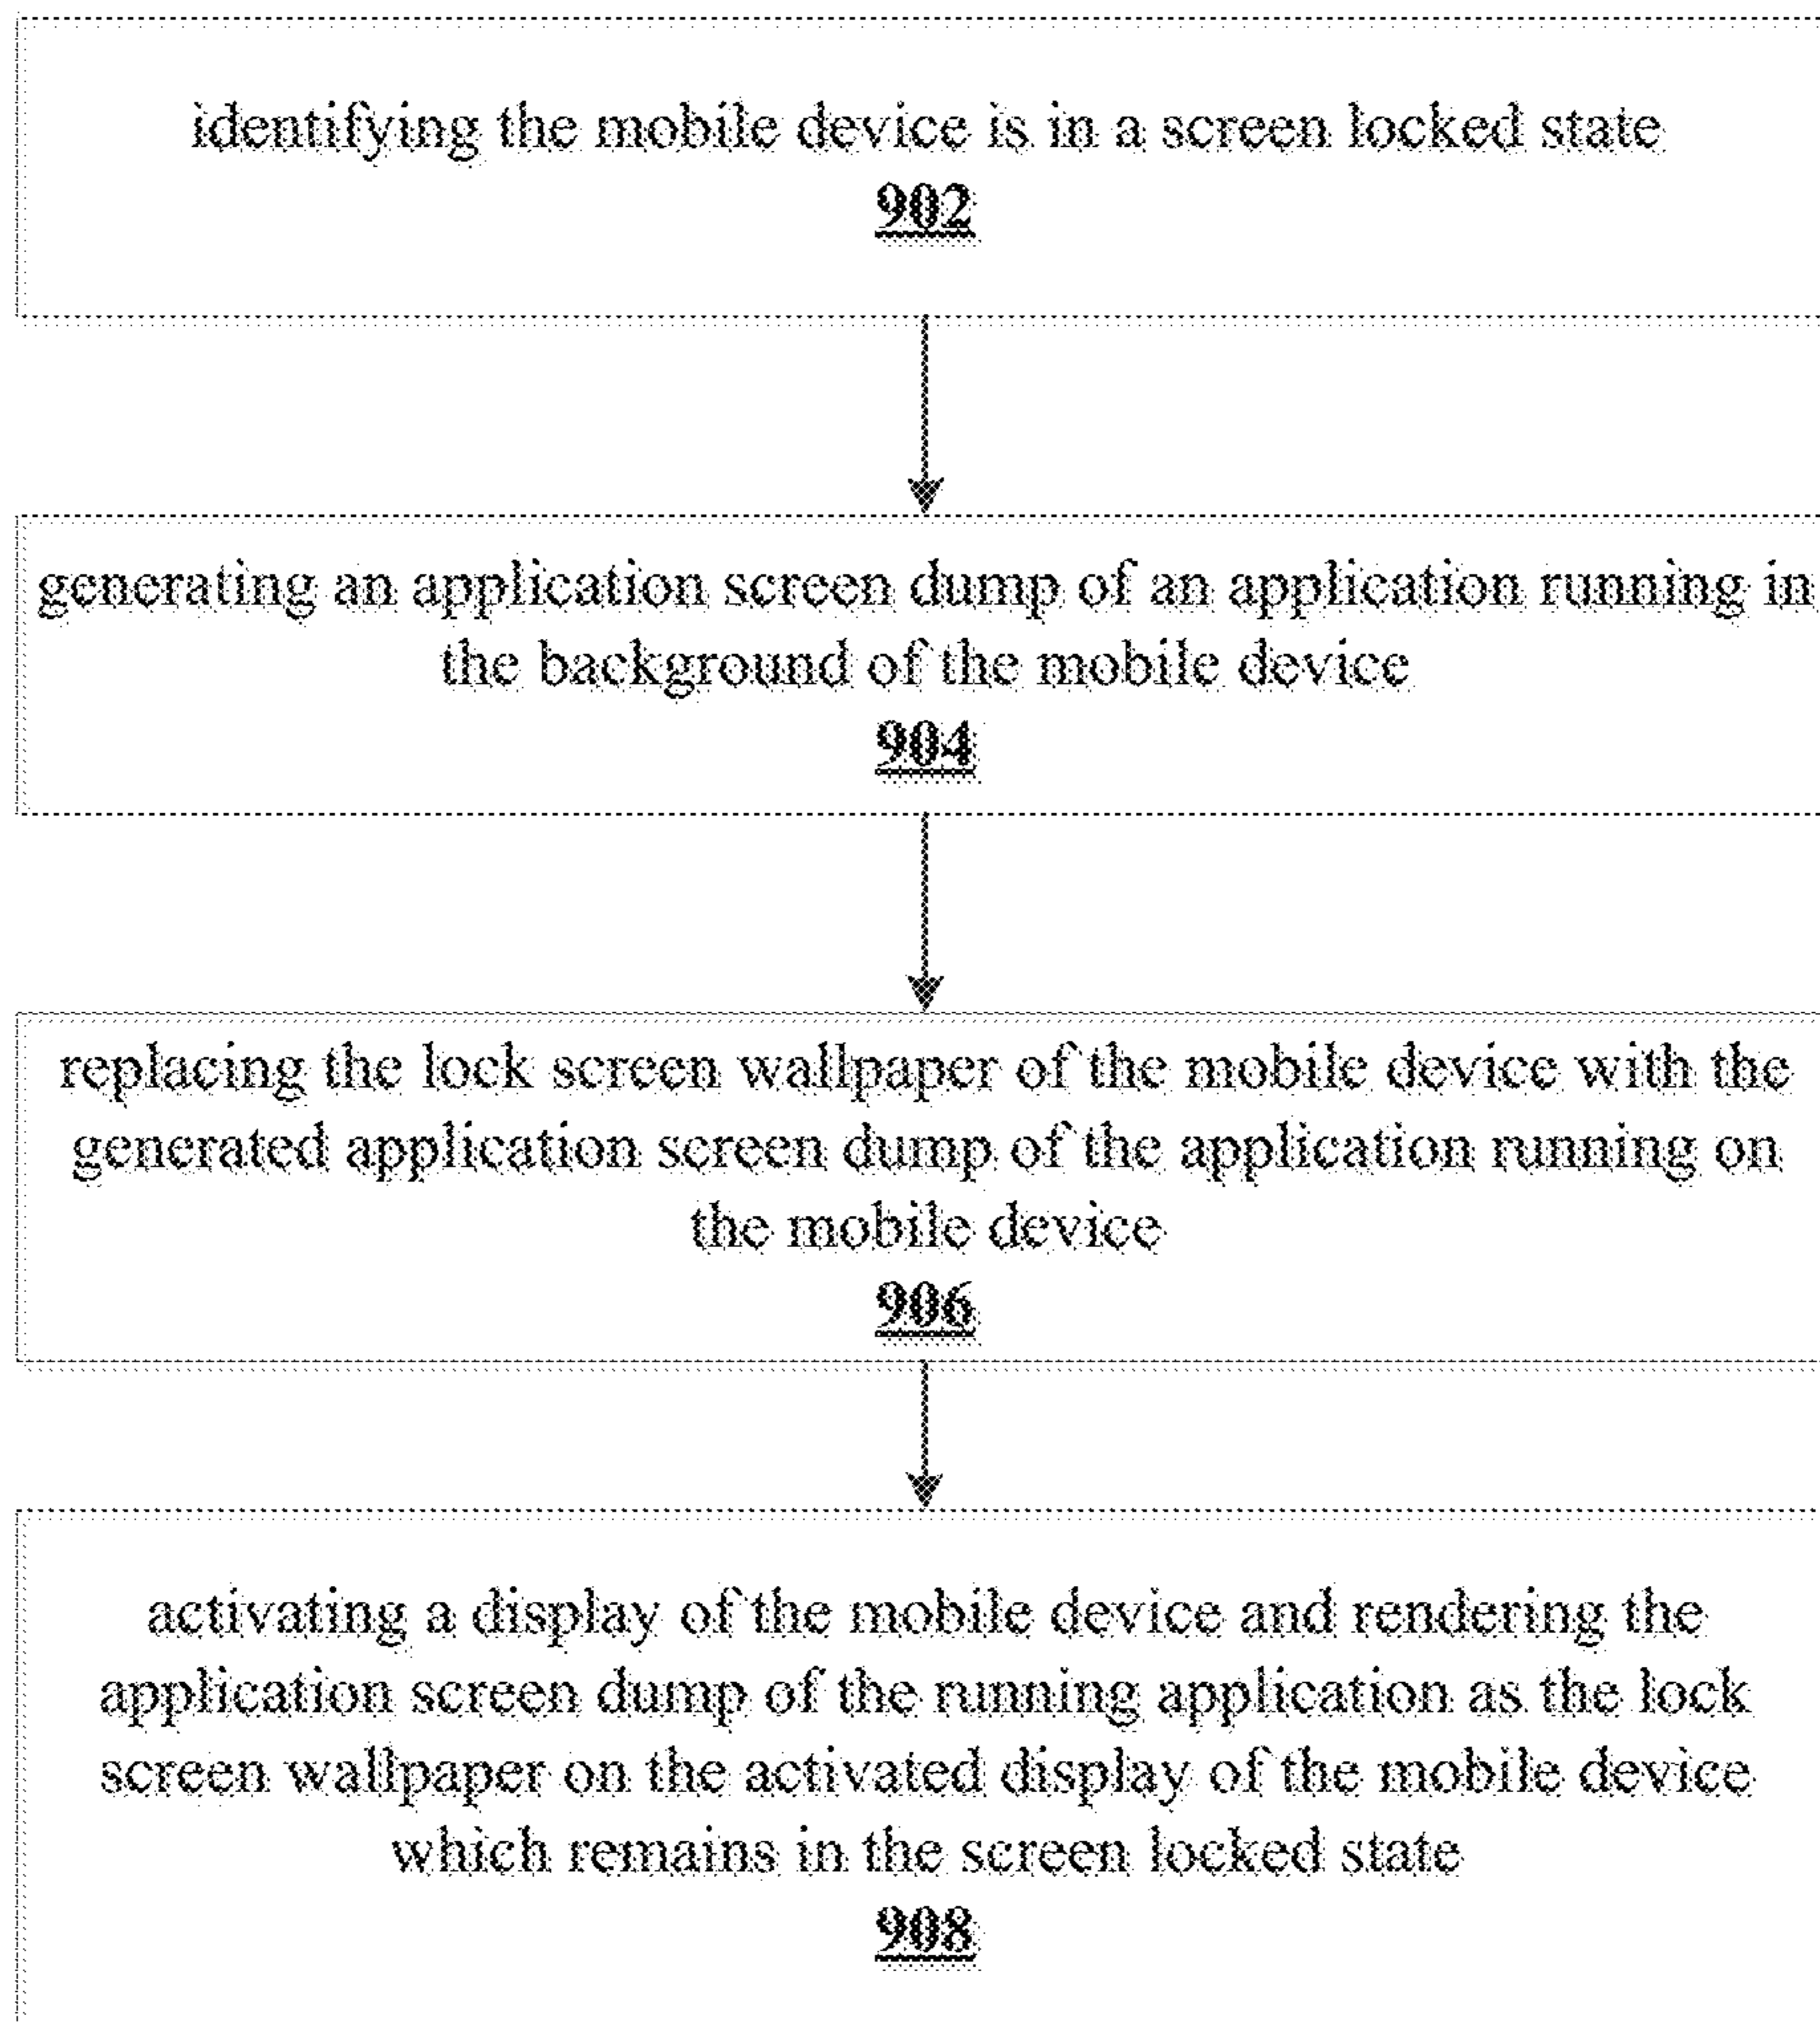 identifying the mobile device is in a screen locked state
902
generating an application screen dump of an application running in
the background of the mobile device
904
replacing the lock screen wallpaper of the mobile device with the
generated application screen dump of the application running on
the mobile device
906
activating a display of the mobile device and rendering the
application screen dump of the running application as the lock
screen wallpaper on the activated display of the mobile device
which remains in the screen locked state
908